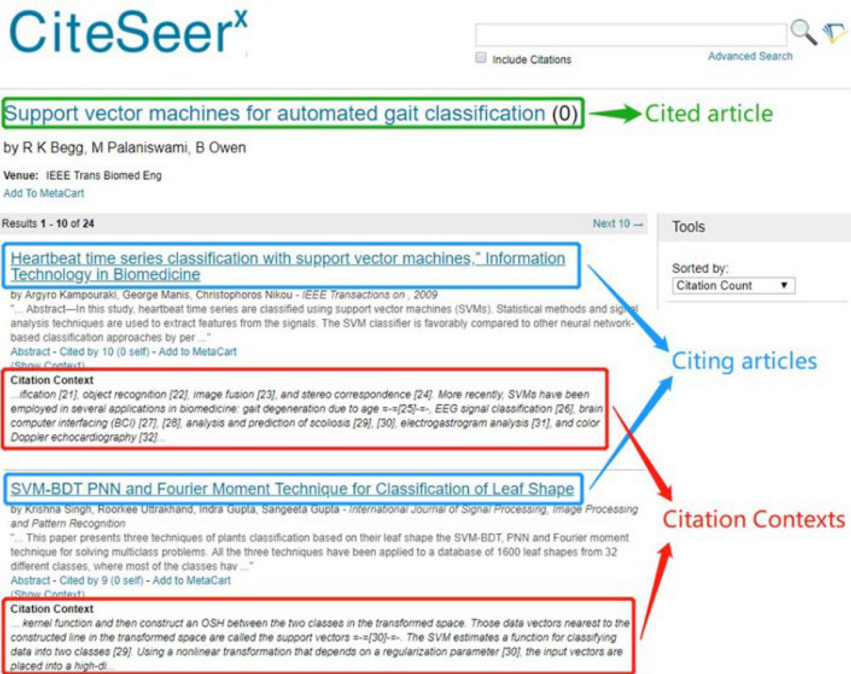 CiteSeerx
Include Citations
Advanced Search
Support vector machines for automated gait classification (0)
Cited article
by R K Begg, M Palaniswami, B Owen
Venue: IEEE Trans Biomed Eng
Add To MetaCart
Results 1 - 10 of 24
Next 10 →
Tools
Heartbeat time series classification with support vector machines,” Information
Technology in Biomedicine
Sorted by:
Citation Count
by Argyro Kampouraki, George Manis, Christophoros Nikou - IEEE Transactions on , 2009
"... Abstract—In this study, heartbeat time series are classified using support vector machines (SVMs). Statistical methods and signal
analysis techniques are used to extract features from the signals. The SVM classifier is favorably compared to other neural network-
based classification approaches by per ..."
Abstract - Cited by 10 (0 self) - Add to MetaCart
(Show Context)
Citing articles
Citation Context
...ification [21], object recognition [22], image fusion [23], and stereo correspondence [24]. More recently, SVMs have been
employed in several applications in biomedicine: gait degeneration due to age =-=[25]-=-, EEG signal classification [26], brain
computer interfacing (BCI) [27], [28], analysis and prediction of scoliosis [29], [30], electogastrogram analysis [31], and color
Doppler echocardiography [32]...
SVM-BDT PNN and Fourier Moment Technique for Classification of Leaf Shape
by Krishna Singh, Roorkee Uttrakhand, Indra Gupta, Sangeeta Gupta - International Journal of Signal Processing, Image Processing
and Pattern Recognition
Citation Contexts
"... This paper presents three techniques of plants classification based on their leaf shape the SVM-BDT, PNN and Fourier moment
technique for solving multiclass problems. All the three techniques have been applied to a database of 1600 leaf shapes from 32
different classes, where most of the classes hav ..."
Abstract - Cited by 9 (0 self) - Add to MetaCart
(Show Context)
Citation Context
... kernel function and then construct an OSH between the two classes in the transformed space. Those data vectors nearest to the
constructed line in the transformed space are called the support vectors =-=[30]-=-. The SVM estimates a function for classifying
data into two classes [29]. Using a nonlinear transformation that depends on a regularization parameter [30], the input vectors are
placed into a high-di...